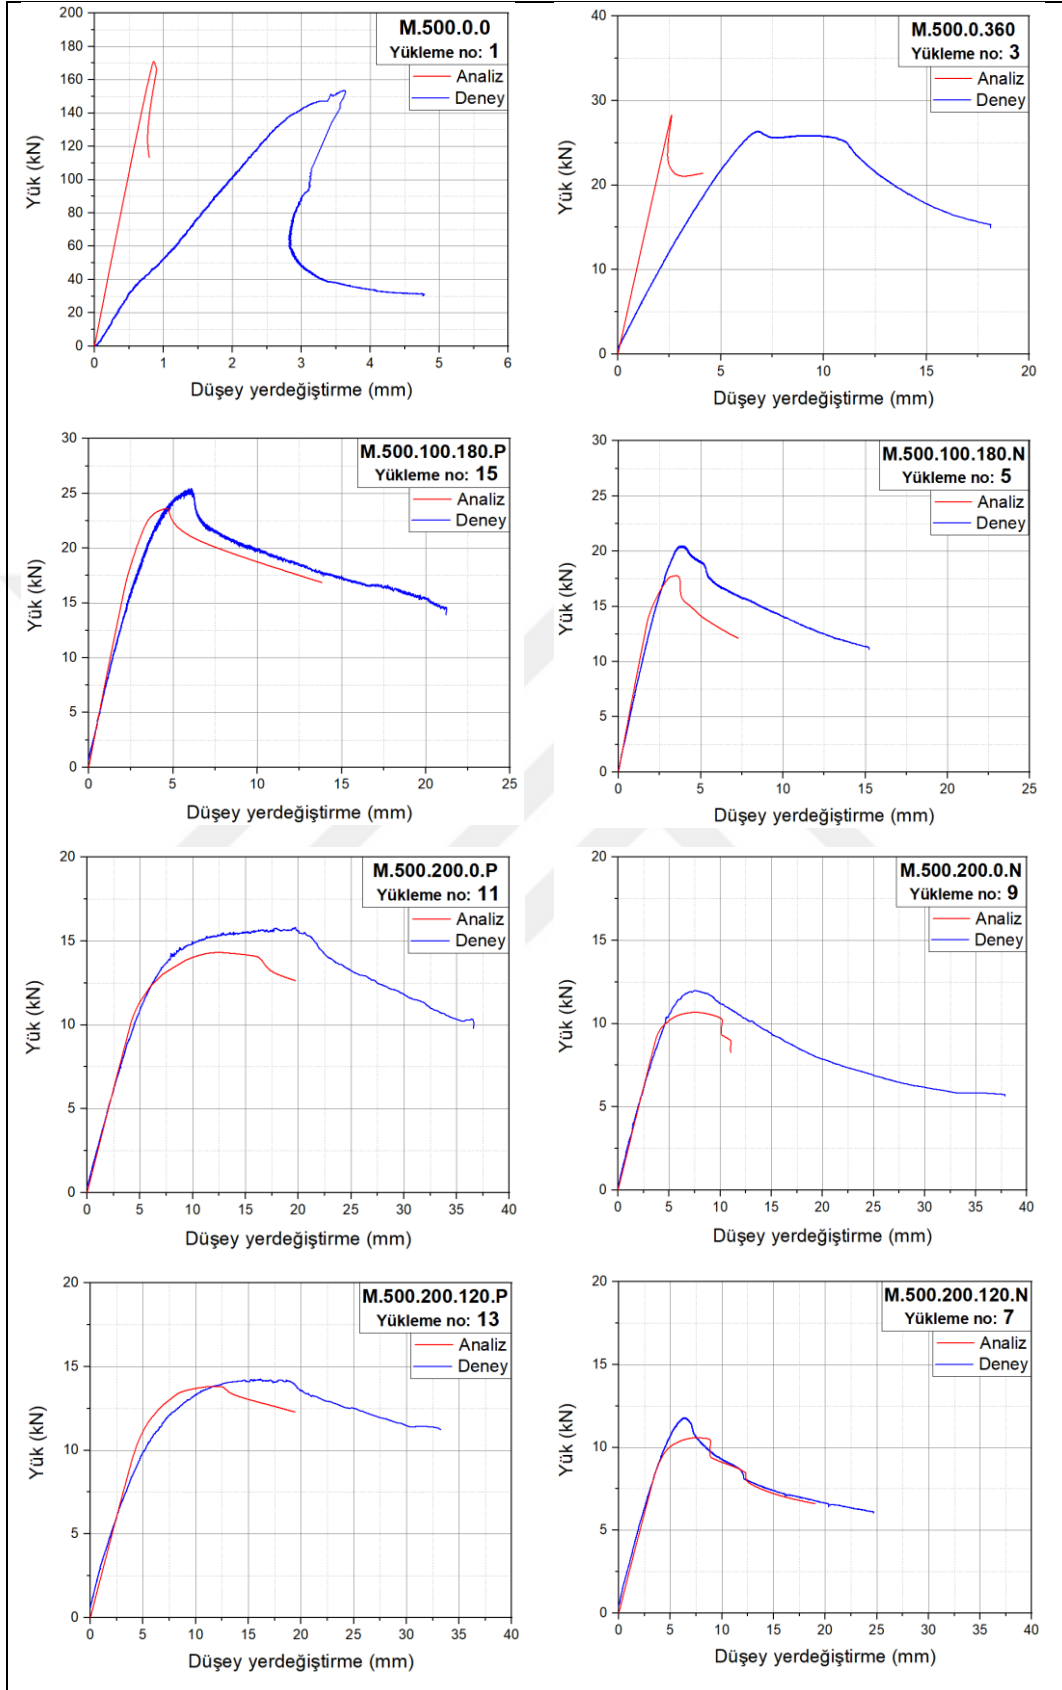 M.500.0.0
Yükleme no: 1
Analiz
Deney
200
180
160
140
120
100
80
60
40
20
0
0 1 2 3 4 5 6
Yük (kN)
Düşey yerdeğiştirme (mm)
M.500.0.360
Yükleme no: 3
Analiz
Deney
40
30
20
10
0
0 5 10 15 20
Yük (kN)
Düşey yerdeğiştirme (mm)
M.500.100.180.P
Yükleme no: 15
Analiz
Deney
30
25
20
15
10
5
0
0 5 10 15 20 25
Yük (kN)
Düşey yerdeğiştirme (mm)
M.500.100.180.N
Yükleme no: 5
Analiz
Deney
30
25
20
15
10
5
0
0 5 10 15 20 25
Yük (kN)
Düşey yerdeğiştirme (mm)
M.500.200.0.P
Yükleme no: 11
Analiz
Deney
20
15
10
5
0
0 5 10 15 20 25 30 35 40
Yük (kN)
Düşey yerdeğiştirme (mm)
M.500.200.0.N
Yükleme no: 9
Analiz
Deney
20
15
10
5
0
0 5 10 15 20 25 30 35 40
Yük (kN)
Düşey yerdeğiştirme (mm)
M.500.200.120.P
Yükleme no: 13
Analiz
Deney
20
15
10
5
0
0 5 10 15 20 25 30 35 40
Yük (kN)
Düşey yerdeğiştirme (mm)
M.500.200.120.N
Yükleme no: 7
Analiz
Deney
20
15
10
5
0
0 5 10 15 20 25 30 35 40
Yük (kN)
Düşey yerdeğiştirme (mm)